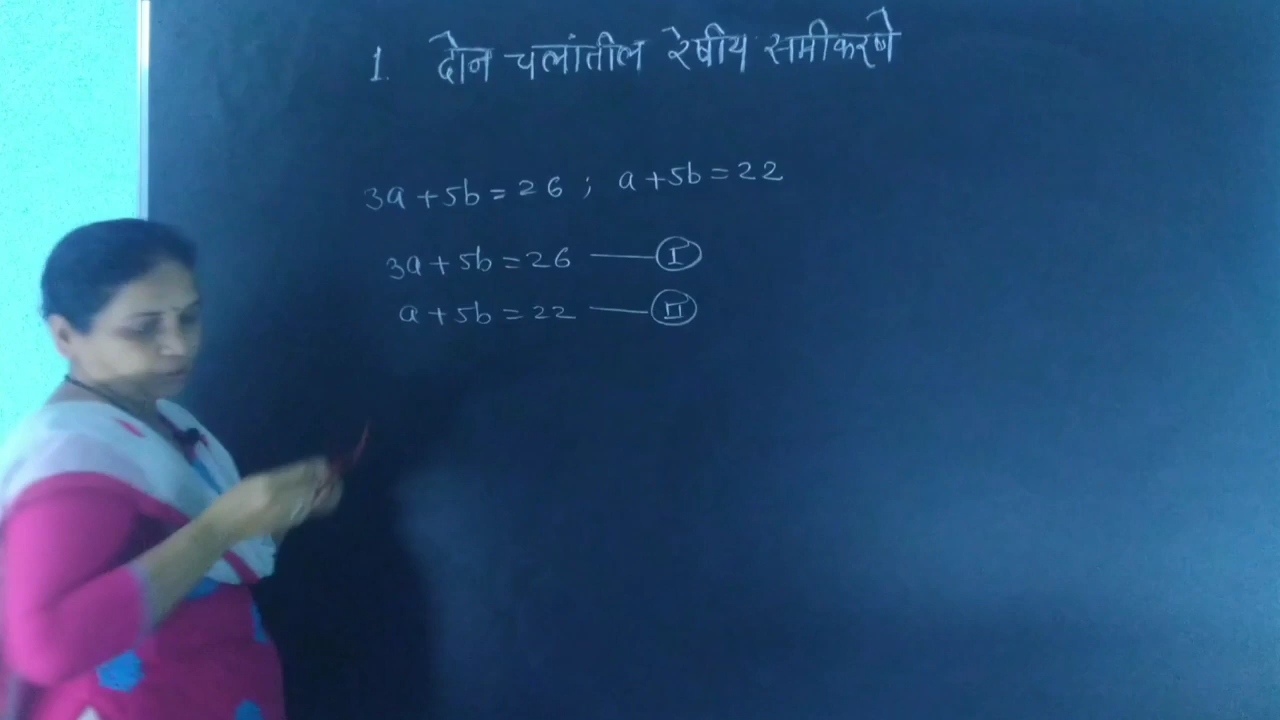 1. दोन चलांतील रेषीय समीकरणे
3a + 5b = 26 ; a + 5b = 22
3a + 5b = 26 —— I
a + 5b = 22 —— II